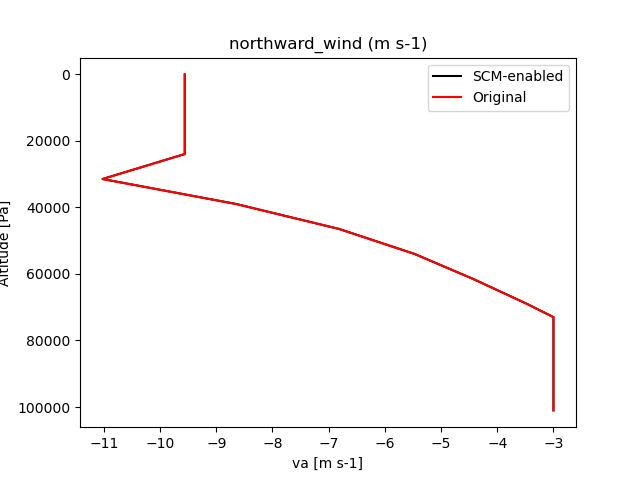 northward_wind (m s-1)
SCM-enabled
Original
Altitude [Pa]
0
20000
40000
60000
80000
100000
−11 −10 −9 −8 −7 −6 −5 −4 −3
va [m s-1]